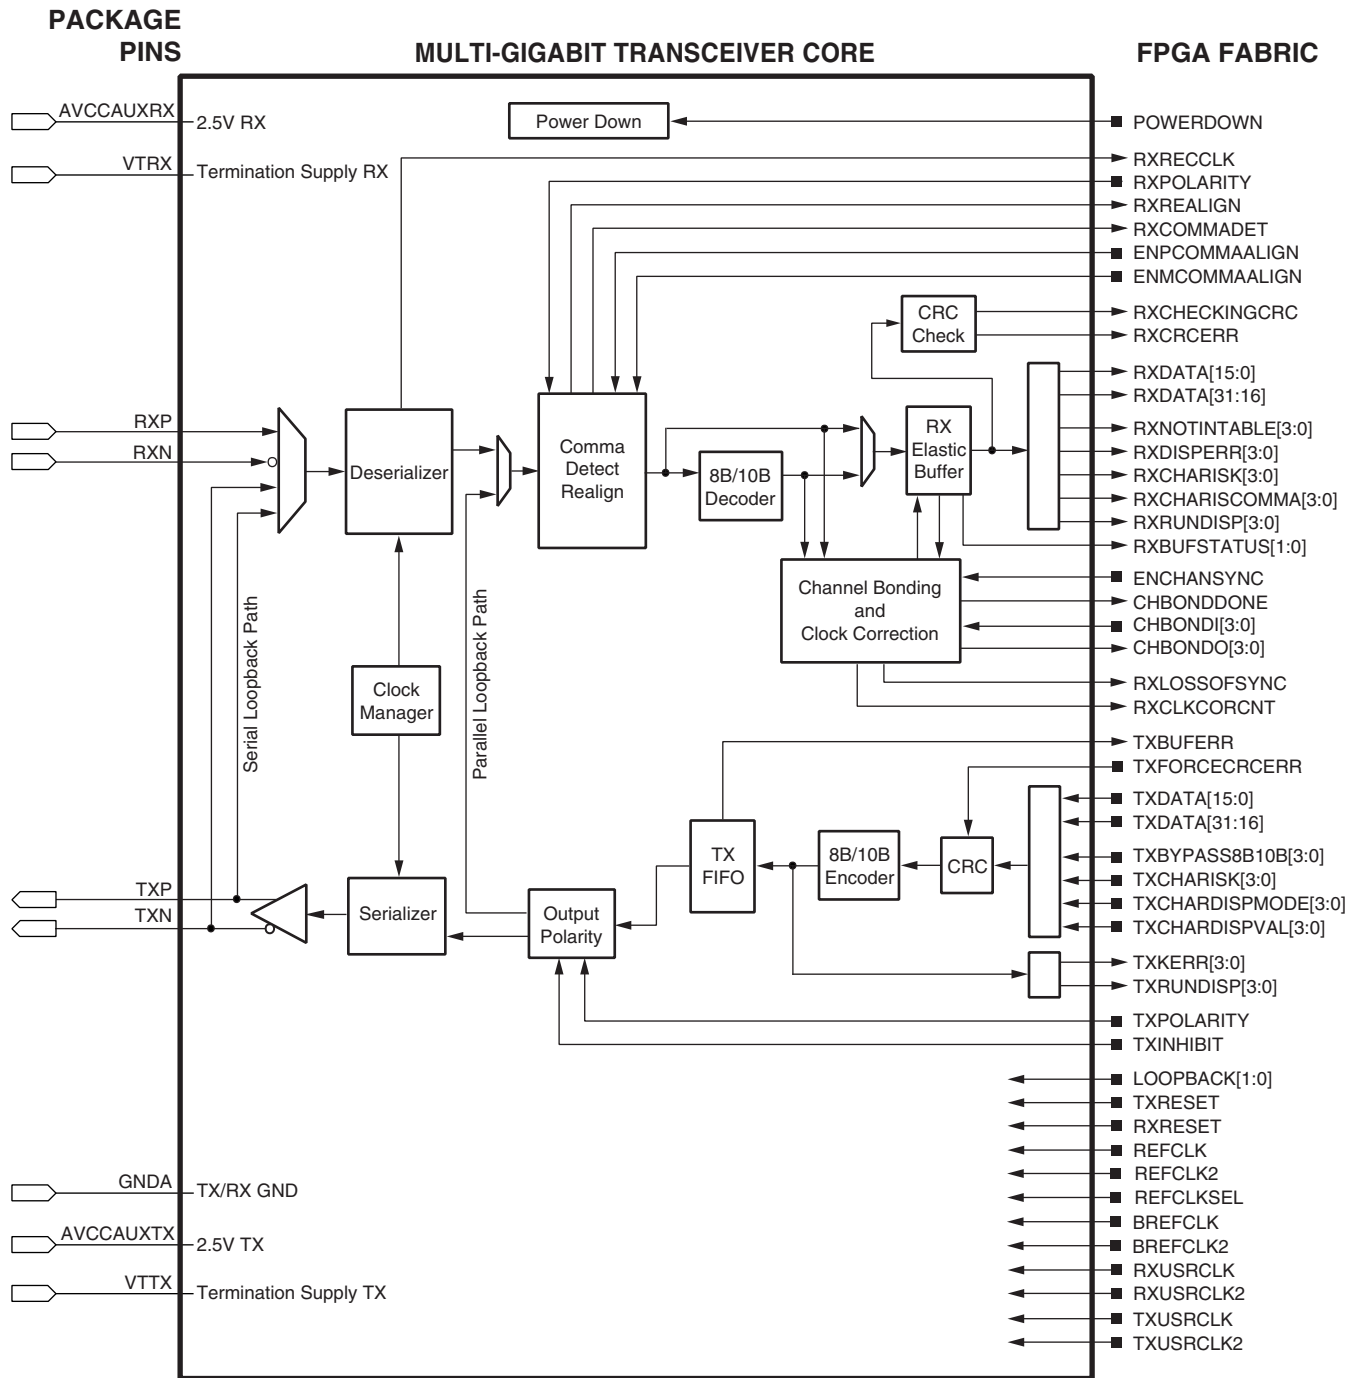 PACKAGE
PINS
MULTI-GIGABIT TRANSCEIVER CORE
FPGA FABRIC
AVCCAUXRX
2.5V RX
Power Down
POWERDOWN
VTRX
Termination Supply RX
RXRECCLK
RXPOLARITY
RXREALIGN
RXCOMMADET
ENPCOMMAALIGN
ENMCOMMAALIGN
CRC
Check
RXCHECKINGCRC
RXCRCERR
RXDATA[15:0]
RXDATA[31:16]
RXP
RXN
Deserializer
Comma
Detect
Realign
8B/10B
Decoder
RX
Elastic
Buffer
RXNOTINTABLE[3:0]
RXDISPERR[3:0]
RXCHARISK[3:0]
RXCHARISCOMMA[3:0]
RXRUNDISP[3:0]
RXBUFSTATUS[1:0]
Channel Bonding
and
Clock Correction
ENCHANSYNC
CHBONDDONE
CHBONDI[3:0]
CHBONDO[3:0]
RXLOSSOFSYNC
RXCLKCORCNT
Serial Loopback Path
Clock
Manager
Parallel Loopback Path
TXBUFERR
TXFORCECRCERR
TXDATA[15:0]
TXDATA[31:16]
TXP
TXN
Serializer
Output
Polarity
TX
FIFO
8B/10B
Encoder
CRC
TXBYPASS8B10B[3:0]
TXCHARISK[3:0]
TXCHARDISPMODE[3:0]
TXCHARDISPVAL[3:0]
TXKERR[3:0]
TXRUNDISP[3:0]
TXPOLARITY
TXINHIBIT
LOOPBACK[1:0]
TXRESET
RXRESET
REFCLK
REFCLK2
REFCLKSEL
BREFCLK
BREFCLK2
RXUSRCLK
RXUSRCLK2
TXUSRCLK
TXUSRCLK2
GNDA
TX/RX GND
AVCCAUXTX
2.5V TX
VTTX
Termination Supply TX